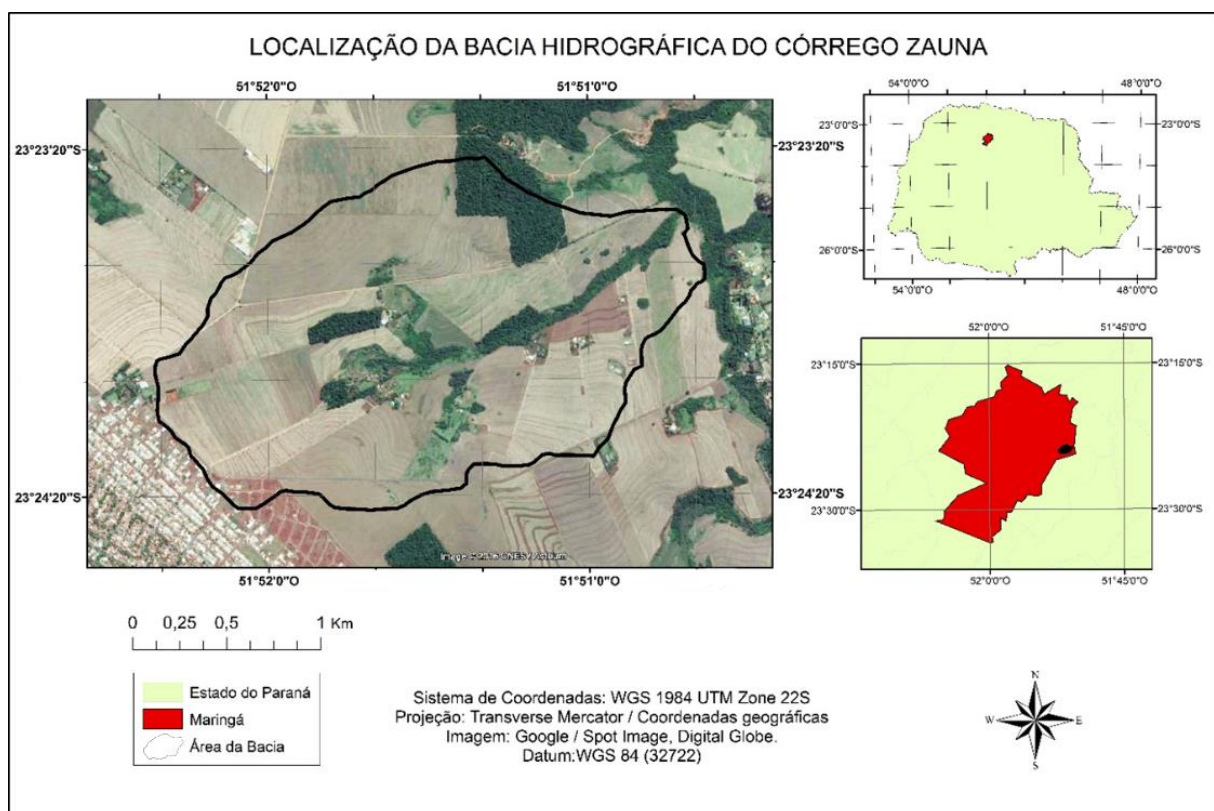 LOCALIZAÇÃO DA BACIA HIDROGRÁFICA DO CÓRREGO ZAUNA
51°52'0"O 51°51'0"O
23°23'20"S 23°23'20"S
23°24'20"S 23°24'20"S
51°52'0"O 51°51'0"O
54°0'0"O 48°0'0"O
23°0'0"S 23°0'0"S
26°0'0"S 26°0'0"S
54°0'0"O 48°0'0"O
52°0'0"O 51°45'0"O
23°15'0"S 23°15'0"S
23°30'0"S 23°30'0"S
52°0'0"O 51°45'0"O
0 0,25 0,5 1 Km
Estado do Paraná
Maringá
Área da Bacia
Sistema de Coordenadas: WGS 1984 UTM Zone 22S
Projeção: Transverse Mercator / Coordenadas geográficas
Imagem: Google / Spot Image, Digital Globe.
Datum:WGS 84 (32722)
N
W E
S